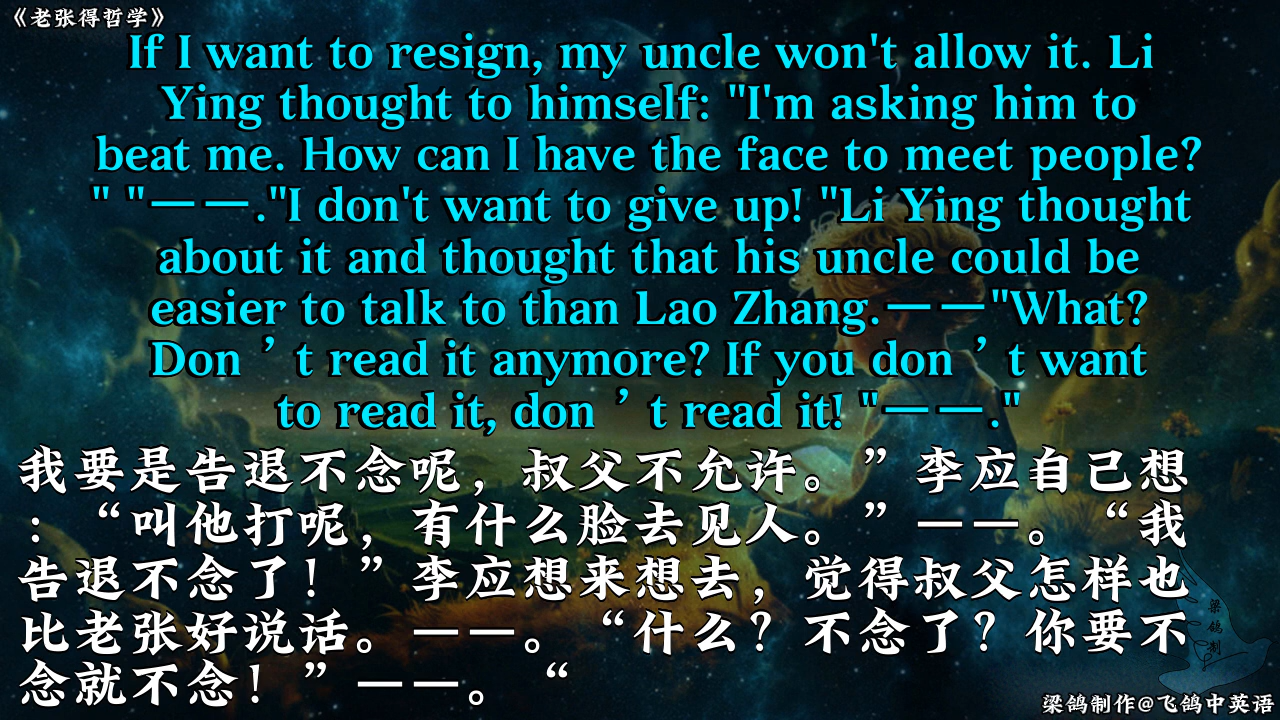 《老张得哲学》
If I want to resign, my uncle won't allow it. Li
Ying thought to himself: "I'm asking him to
beat me. How can I have the face to meet people?
" "——."I don't want to give up! "Li Ying thought
about it and thought that his uncle could be
easier to talk to than Lao Zhang.——"What?
Don ’ t read it anymore? If you don ’ t want
to read it, don ’ t read it! "——."
我要是告退不念呢，叔父不允许。”李应自己想
：“叫他打呢，有什么脸去见人。”——。“我
告退不念了！”李应想来想去，觉得叔父怎样也
比老张好说话。——。“什么？不念了？你要不
念就不念！”——。“
梁鸽制
梁鸽制作@飞鸽中英语